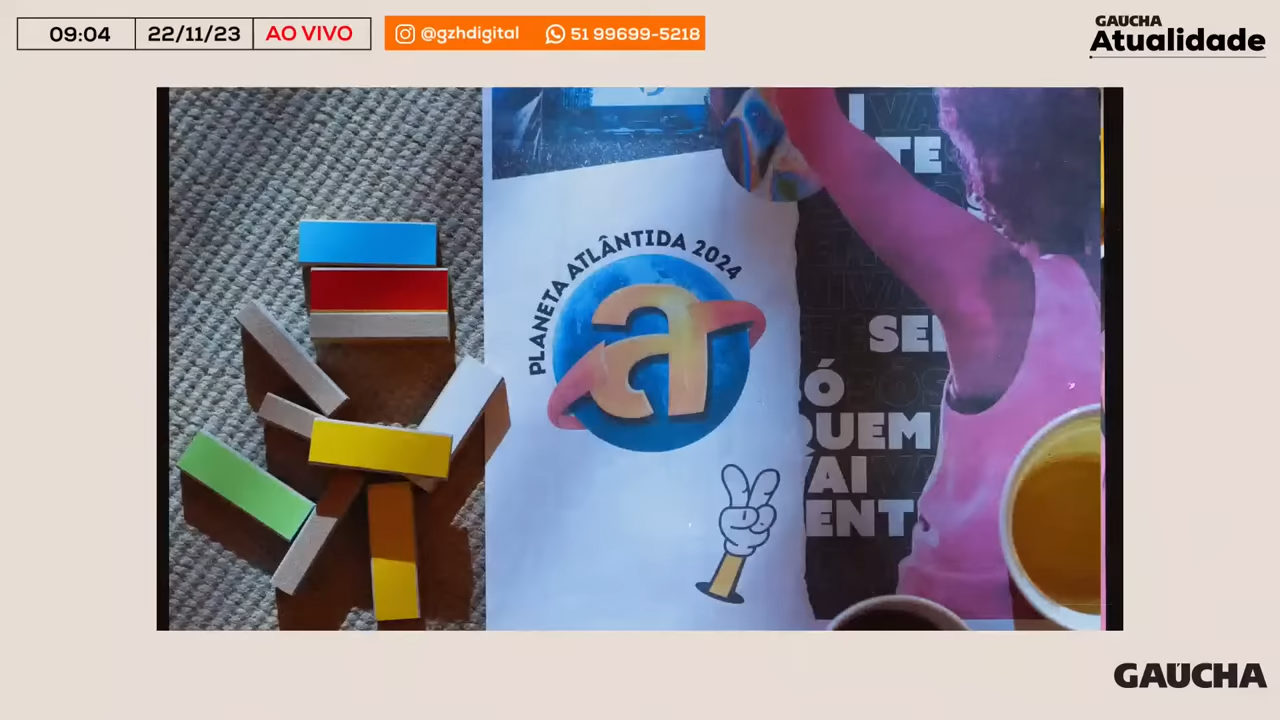 09:04
22/11/23
AO VIVO
@gzhdigital
51 99699-5218
GAÚCHA
Atualidade
PLANETA ATLÂNTIDA 2024
a
TE
SEI
QUEM
VAI
ENT
GAÚCHA